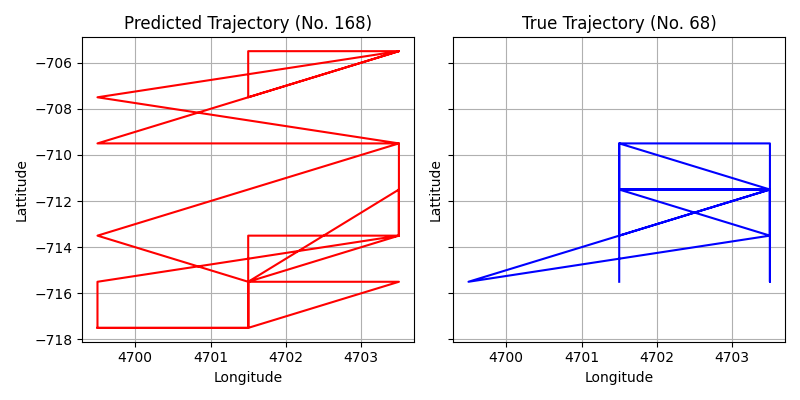 Predicted Trajectory (No. 168)
True Trajectory (No. 68)
Lattitude
−706
−708
−710
−712
−714
−716
−718
4700
4701
4702
4703
Longitude
Lattitude
4700
4701
4702
4703
Longitude